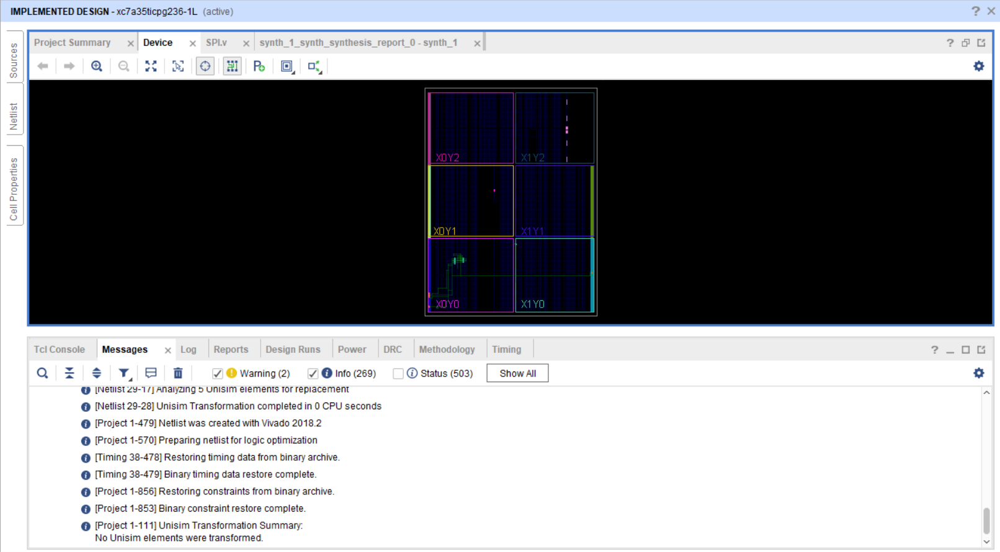 IMPLEMENTED DESIGN - xc7a35ticpg236-1L (active)
Sources
Netlist
Cell Properties
Project Summary
Device
SPI.v
synth_1_synth_synthesis_report_0 - synth_1
X0Y2
X1Y2
X0Y1
X1Y1
X0Y0
X1Y0
Tcl Console
Messages
Log
Reports
Design Runs
Power
DRC
Methodology
Timing
Warning (2)
Info (269)
Status (503)
Show All
[Netlist 29-17] Analyzing 5 Unisim elements for replacement
[Netlist 29-28] Unisim Transformation completed in 0 CPU seconds
[Project 1-479] Netlist was created with Vivado 2018.2
[Project 1-570] Preparing netlist for logic optimization
[Timing 38-478] Restoring timing data from binary archive.
[Timing 38-479] Binary timing data restore complete.
[Project 1-856] Restoring constraints from binary archive.
[Project 1-853] Binary constraint restore complete.
[Project 1-111] Unisim Transformation Summary:
No Unisim elements were transformed.